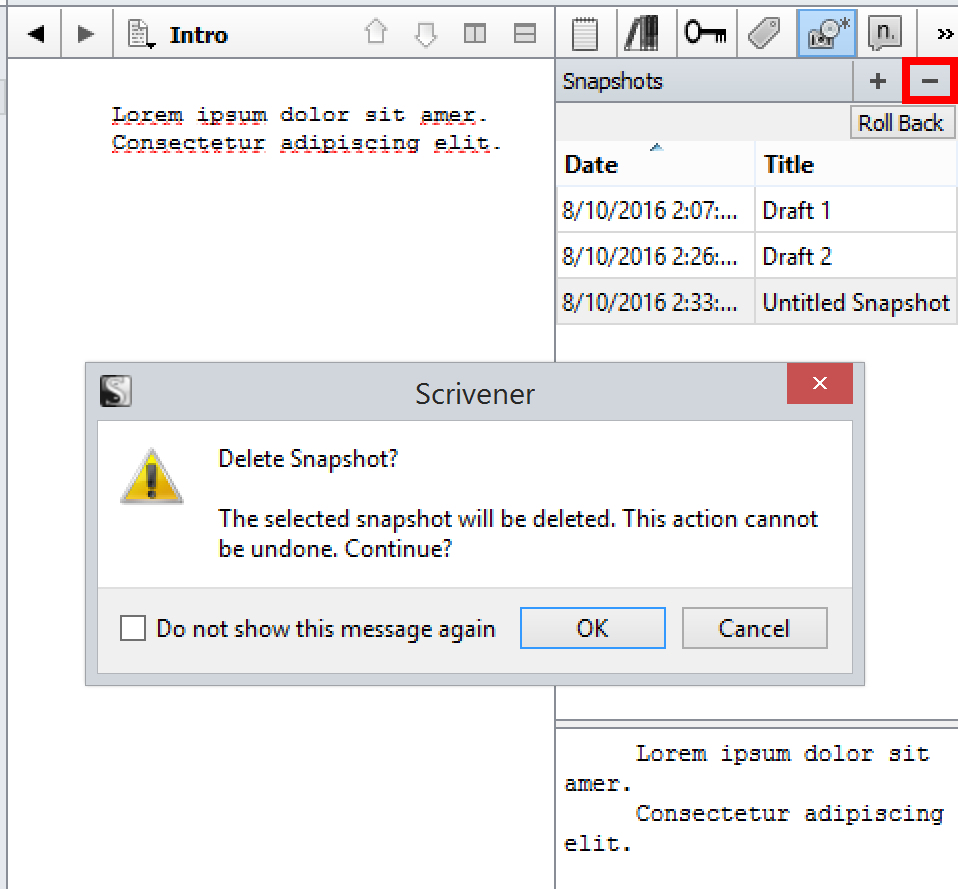 Intro
n.
»
Lorem ipsum dolor sit amer.
Consectetur adipiscing elit.
Snapshots
+
−
Roll Back
Date Title
8/10/2016 2:07:... Draft 1
8/10/2016 2:26:... Draft 2
8/10/2016 2:33:... Untitled Snapshot
S
Scrivener
Delete Snapshot?
The selected snapshot will be deleted. This action cannot
be undone. Continue?
Do not show this message again OK Cancel
Lorem ipsum dolor sit
amer.
Consectetur adipiscing
elit.